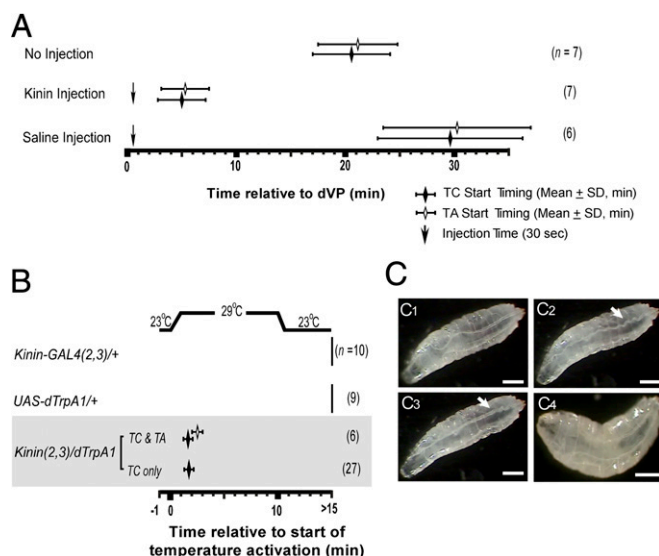 A
No Injection
(n = 7)
Kinin Injection
(7)
Saline Injection
(6)
0 10 20 30
Time relative to dVP (min)
TC Start Timing (Mean ± SD, min)
TA Start Timing (Mean ± SD, min)
Injection Time (30 sec)
B
23°C 29°C 23°C
Kinin-GAL4(2,3)/+
(n =10)
UAS-dTrpA1/+
(9)
Kinin(2,3)/dTrpA1
TC & TA
(6)
TC only
(27)
-1 0 10 >15
Time relative to start of
temperature activation (min)
C
C1
C2
C3
C4